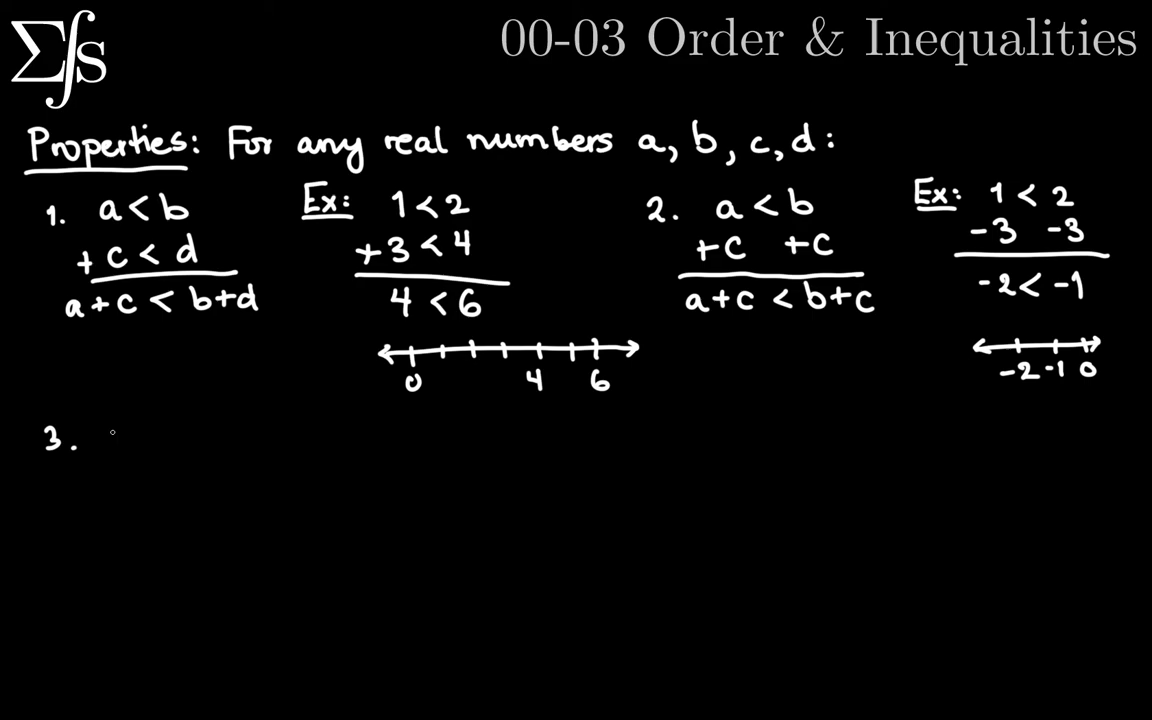 Σ∫S
00-03 Order & Inequalities
Properties: For any real numbers a, b, c, d:
1. a < b
+ c < d
a+c < b+d
Ex: 1 < 2
+3 < 4
4 < 6
0 4 6
2. a < b
+c +c
a+c < b+c
Ex: 1 < 2
-3 -3
-2 < -1
-2 -1 0
3.